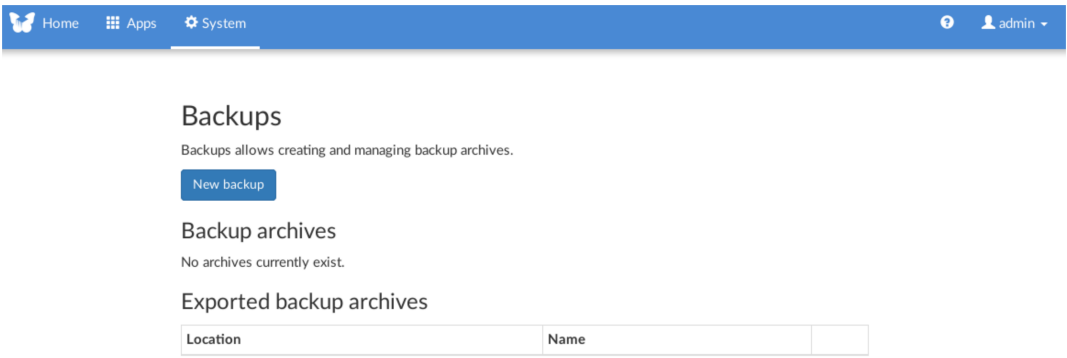 Home Apps System admin
Backups
Backups allows creating and managing backup archives.
New backup
Backup archives
No archives currently exist.
Exported backup archives
Location Name